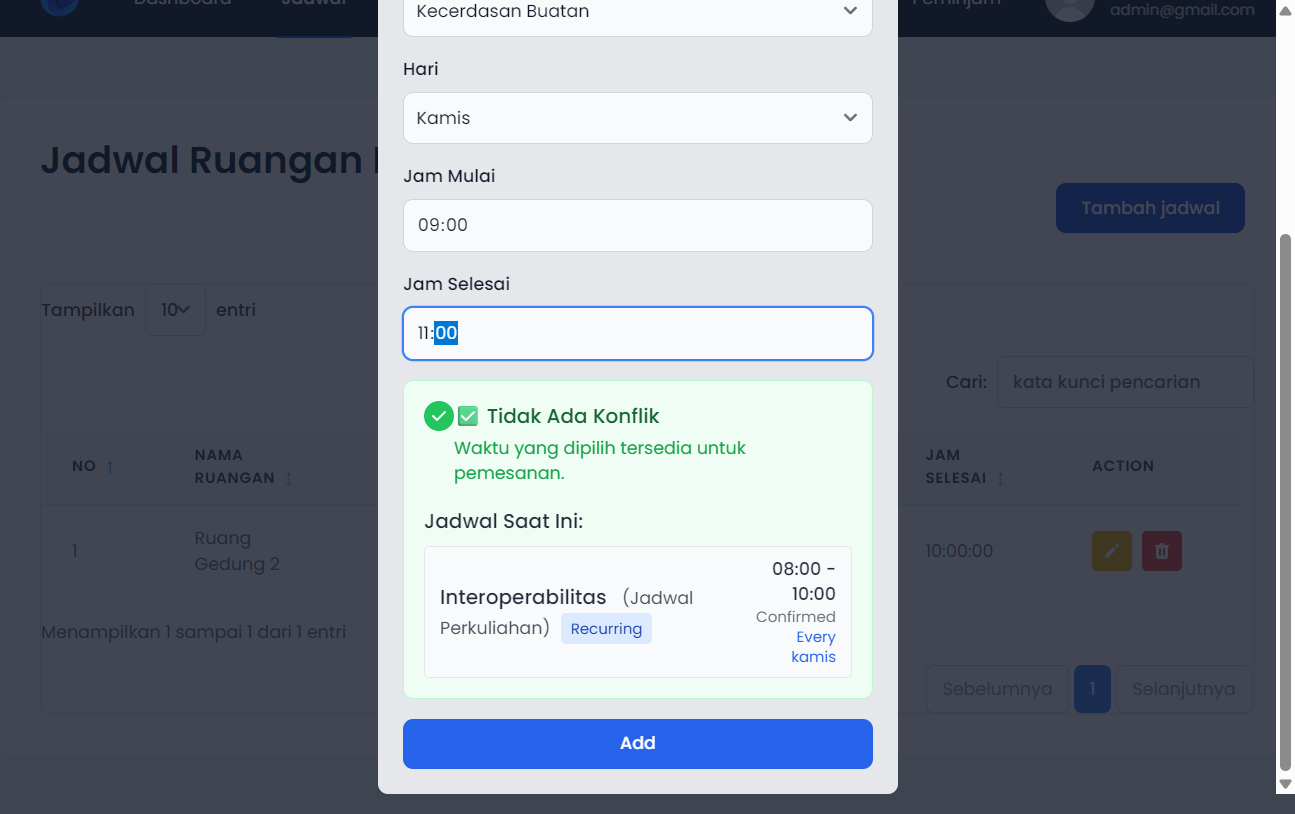 Dashboard
Jadwal
Peminjam
admin@gmail.com
Kecerdasan Buatan
Hari
Kamis
Jadwal Ruangan
Jam Mulai
Tambah jadwal
09:00
Jam Selesai
Tampilkan 10 entri
11:00
Cari: kata kunci pencarian
✅ Tidak Ada Konflik
Waktu yang dipilih tersedia untuk
pemesanan.
NO ↑
NAMA
RUANGAN ↕
JAM
SELESAI ↕
ACTION
Jadwal Saat Ini:
1
Ruang
Gedung 2
10:00:00
Interoperabilitas (Jadwal
Perkuliahan) Recurring
08:00 -
10:00
Confirmed
Every
kamis
Menampilkan 1 sampai 1 dari 1 entri
Sebelumnya 1 Selanjutnya
Add